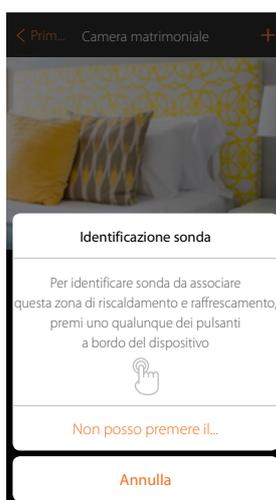 Prim... Camera matrimoniale +
Identificazione sonda
Per identificare sonda da associare
questa zona di riscaldamento e raffrescamento,
premi uno qualunque dei pulsanti
a bordo del dispositivo
Non posso premere il...
Annulla